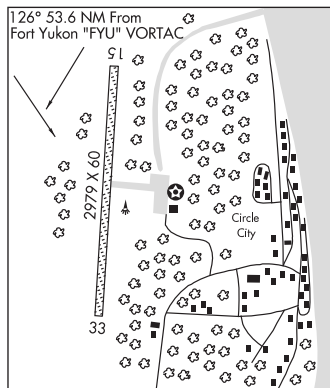 126° 53.6 NM From
Fort Yukon "FYU" VORTAC
15
2979 X 60
Circle
City
33